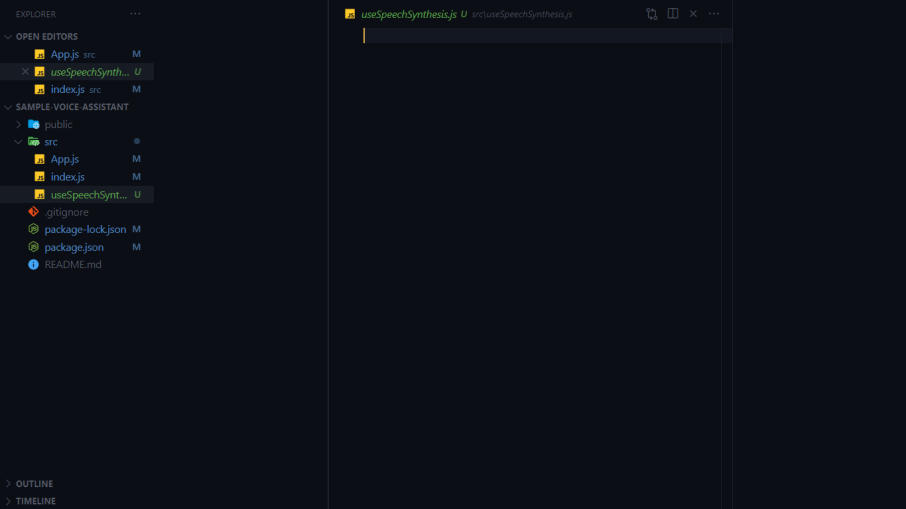 EXPLORER
OPEN EDITORS
App.js src M
useSpeechSynth... U
index.js src M
SAMPLE-VOICE-ASSISTANT
public
src
App.js M
index.js M
useSpeechSynt... U
.gitignore
package-lock.json M
package.json M
README.md
OUTLINE
TIMELINE
useSpeechSynthesis.js U src\useSpeechSynthesis.js